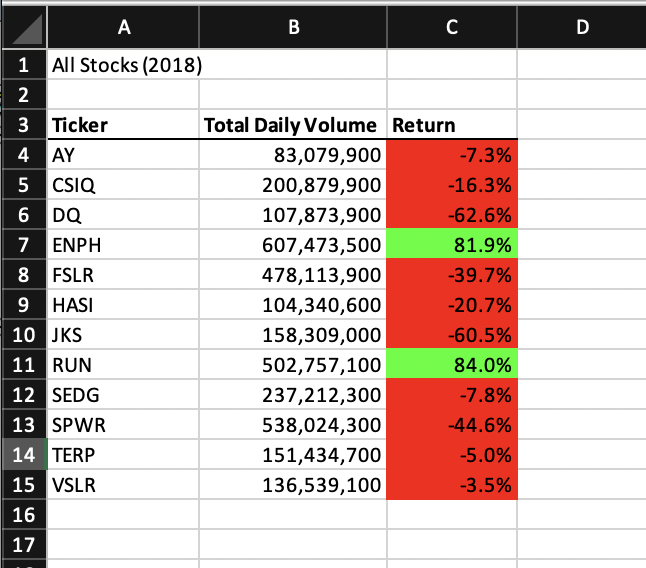 A B C D
1 All Stocks (2018)
2
3 Ticker Total Daily Volume Return
4 AY 83,079,900 -7.3%
5 CSIQ 200,879,900 -16.3%
6 DQ 107,873,900 -62.6%
7 ENPH 607,473,500 81.9%
8 FSLR 478,113,900 -39.7%
9 HASI 104,340,600 -20.7%
10 JKS 158,309,000 -60.5%
11 RUN 502,757,100 84.0%
12 SEDG 237,212,300 -7.8%
13 SPWR 538,024,300 -44.6%
14 TERP 151,434,700 -5.0%
15 VSLR 136,539,100 -3.5%
16
17